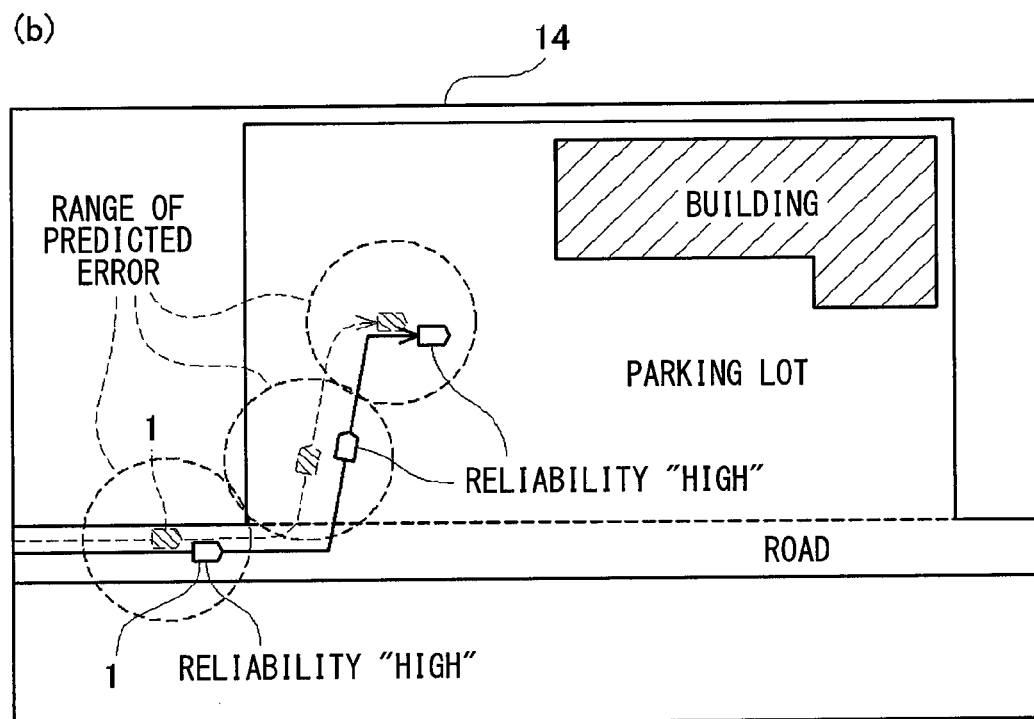 (b)
14
BUILDING
RANGE OF
PREDICTED
ERROR
PARKING LOT
1
RELIABILITY "HIGH"
ROAD
1
RELIABILITY "HIGH"